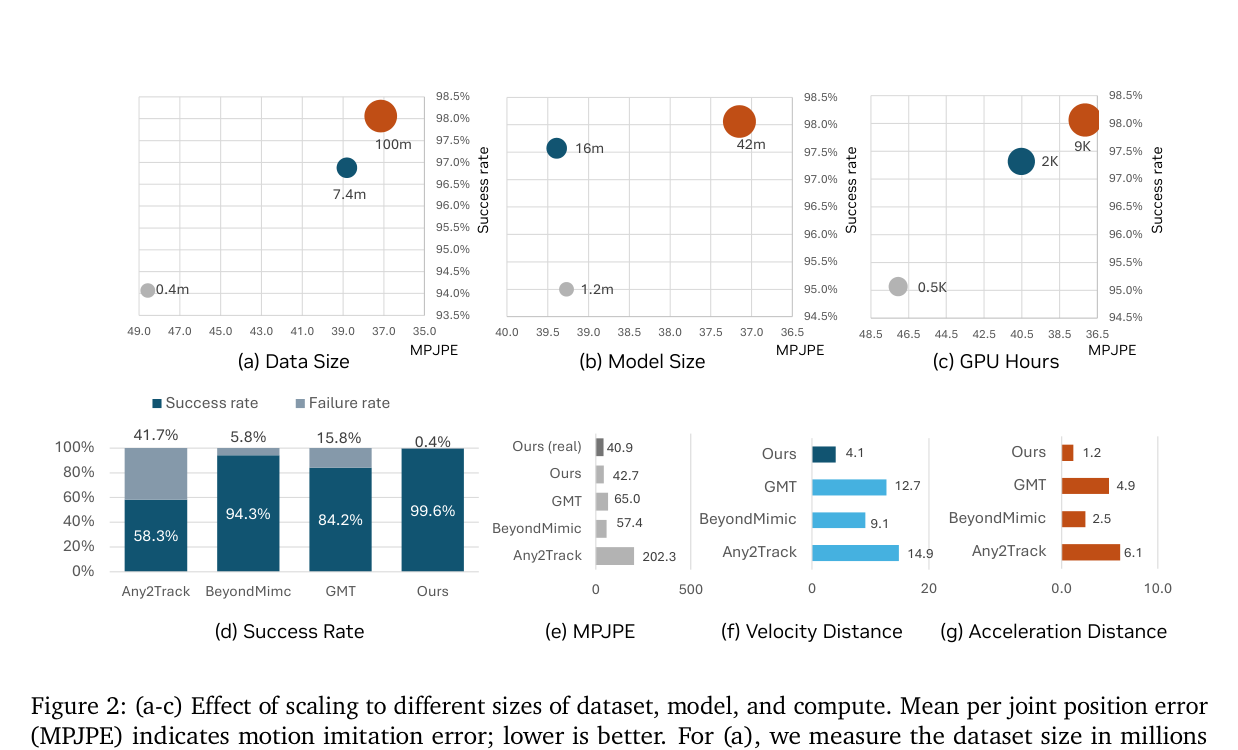 98.5%
98.0%
97.5%
97.0%
96.5%
96.0%
95.5%
95.0%
94.5%
94.0%
93.5%
Success rate
100m
7.4m
0.4m
49.0 47.0 45.0 43.0 41.0 39.0 37.0 35.0
MPJPE
(a) Data Size
98.5%
98.0%
97.5%
97.0%
96.5%
96.0%
95.5%
95.0%
94.5%
Success rate
42m
16m
1.2m
40.0 39.5 39.0 38.5 38.0 37.5 37.5 37.0 36.5
MPJPE
(b) Model Size
98.5%
98.0%
97.5%
97.0%
96.5%
96.0%
95.5%
95.0%
94.5%
Success rate
9K
2K
0.5K
48.5 46.5 44.5 42.5 40.5 38.5 36.5
MPJPE
(c) GPU Hours
Success rate Failure rate
41.7% 5.8% 15.8% 0.4%
100%
80%
60%
40%
20%
0%
58.3% 94.3% 84.2% 99.6%
Any2Track BeyondMimc GMT Ours
(d) Success Rate
Ours (real) 40.9
Ours 42.7
GMT 65.0
BeyondMimic 57.4
Any2Track 202.3
0 500
(e) MPJPE
Ours 4.1
GMT 12.7
BeyondMimic 9.1
Any2Track 14.9
0 20
(f) Velocity Distance
Ours 1.2
GMT 4.9
BeyondMimic 2.5
Any2Track 6.1
0.0 10.0
(g) Acceleration Distance
Figure 2: (a-c) Effect of scaling to different sizes of dataset, model, and compute. Mean per joint position error
(MPJPE) indicates motion imitation error; lower is better. For (a), we measure the dataset size in millions